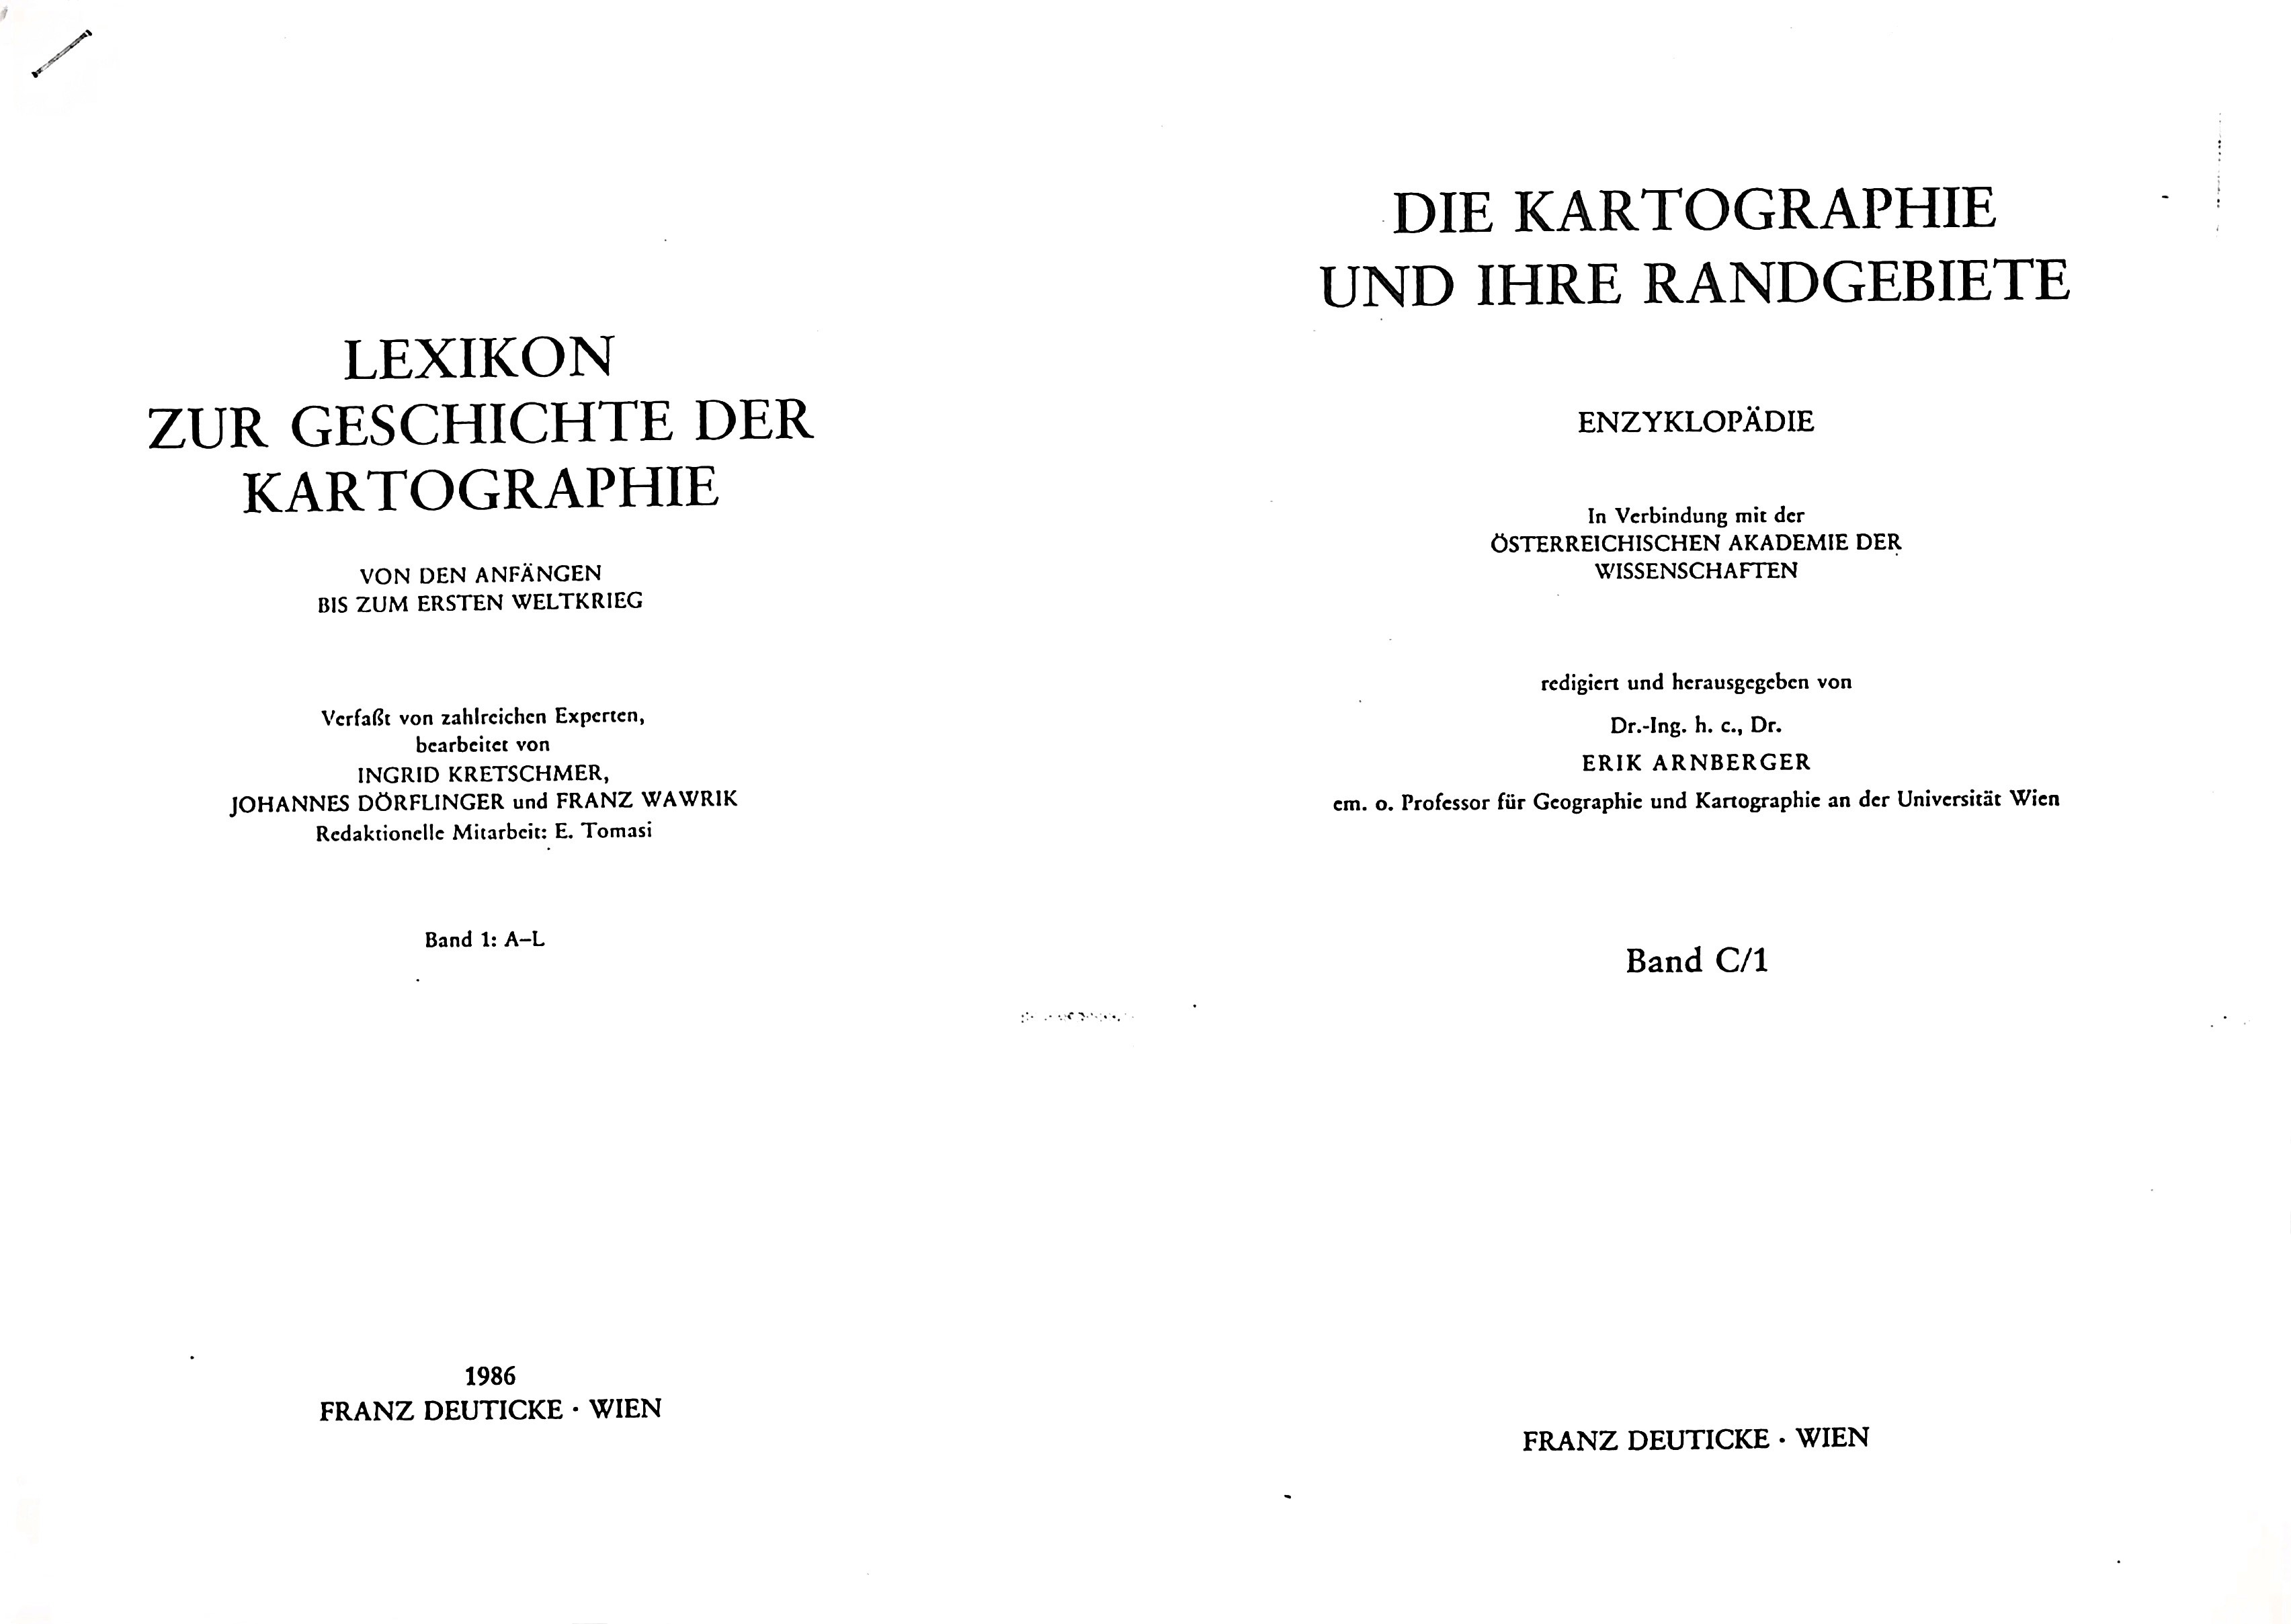 LEXIKON
ZUR GESCHICHTE DER
KARTOGRAPHIE
VON DEN ANFÄNGEN
BIS ZUM ERSTEN WELTKRIEG
Verfaßt von zahlreichen Experten,
bearbeitet von
INGRID KRETSCHMER,
JOHANNES DÖRFLINGER und FRANZ WAWRIK
Redaktionelle Mitarbeit: E. Tomasi
Band 1: A–L
1986
FRANZ DEUTICKE · WIEN
DIE KARTOGRAPHIE
UND IHRE RANDGEBIETE
ENZYKLOPÄDIE
In Verbindung mit der
ÖSTERREICHISCHEN AKADEMIE DER
WISSENSCHAFTEN
redigiert und herausgegeben von
Dr.-Ing. h. c., Dr.
ERIK ARNBERGER
em. o. Professor für Geographie und Kartographie an der Universität Wien
Band C/1
FRANZ DEUTICKE · WIEN